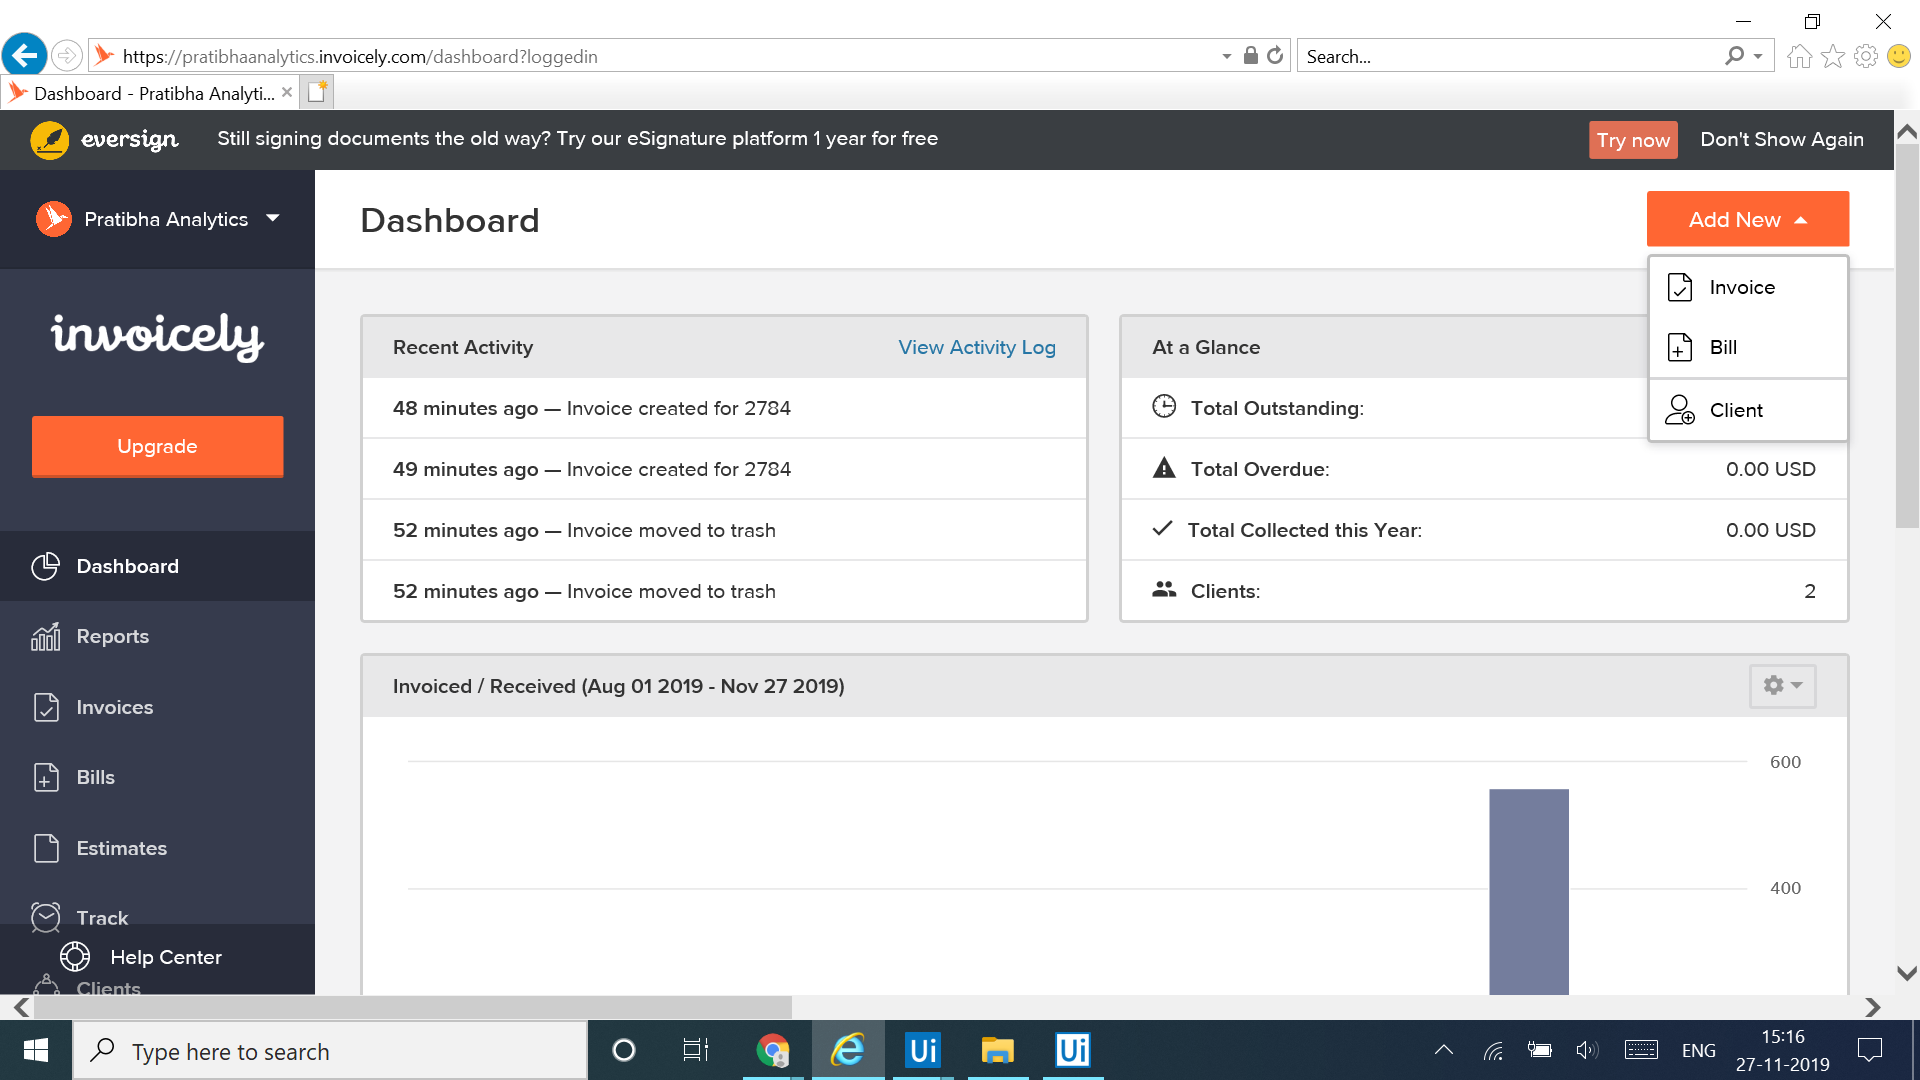 https://pratibhaanalytics.invoicely.com/dashboard?loggedin
Search...
Dashboard - Pratibha Analyti...
eversign
Still signing documents the old way? Try our eSignature platform 1 year for free
Try now
Don't Show Again
Pratibha Analytics
Dashboard
Add New
Invoice
Bill
Client
invoicely
Upgrade
Dashboard
Reports
Invoices
Bills
Estimates
Track
Help Center
Clients
Recent Activity
View Activity Log
48 minutes ago — Invoice created for 2784
49 minutes ago — Invoice created for 2784
52 minutes ago — Invoice moved to trash
52 minutes ago — Invoice moved to trash
At a Glance
Total Outstanding:
Total Overdue: 0.00 USD
Total Collected this Year: 0.00 USD
Clients: 2
Invoiced / Received (Aug 01 2019 - Nov 27 2019)
600
400
Type here to search
Ui
Ui
ENG
15:16
27-11-2019